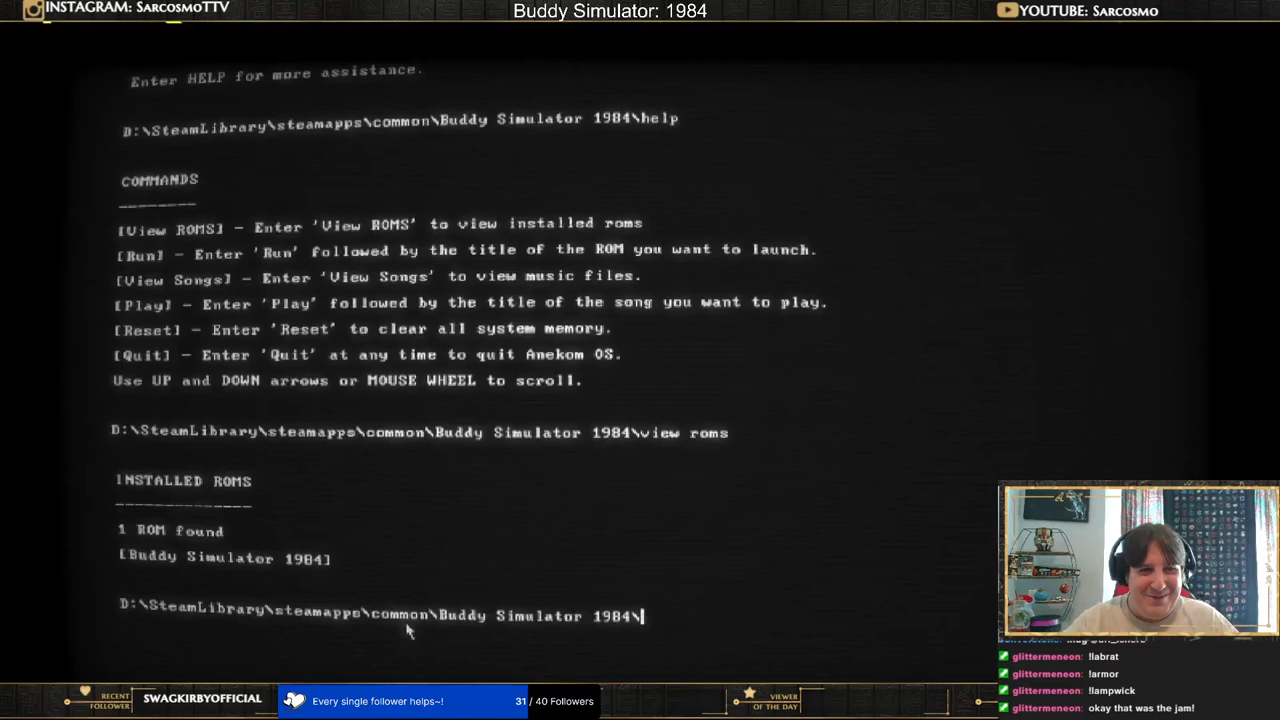 INSTAGRAM: SarcosmoTTV
Buddy Simulator: 1984
YOUTUBE: Sarcosmo
Enter HELP for more assistance.
D:\SteamLibrary\steamapps\common\Buddy Simulator 1984\help
COMMANDS
--------
[View ROMS] - Enter 'View ROMS' to view installed roms
[Run] - Enter 'Run' followed by the title of the ROM you want to launch.
[View Songs] - Enter 'View Songs' to view music files.
[Play] - Enter 'Play' followed by the title of the song you want to play.
[Reset] - Enter 'Reset' to clear all system memory.
[Quit] - Enter 'Quit' at any time to quit Anekom OS.
Use UP and DOWN arrows or MOUSE WHEEL to scroll.
D:\SteamLibrary\steamapps\common\Buddy Simulator 1984\view roms
INSTALLED ROMS
--------------
1 ROM found
[Buddy Simulator 1984]
D:\SteamLibrary\steamapps\common\Buddy Simulator 1984\
glittermeneon: !labrat
glittermeneon: !armor
glittermeneon: !lampwick
glittermeneon: okay that was the jam!
RECENT FOLLOWER
SWAGKIRBYOFFICIAL
Every single follower helps~!
31 / 40 Followers
VIEWER OF THE DAY